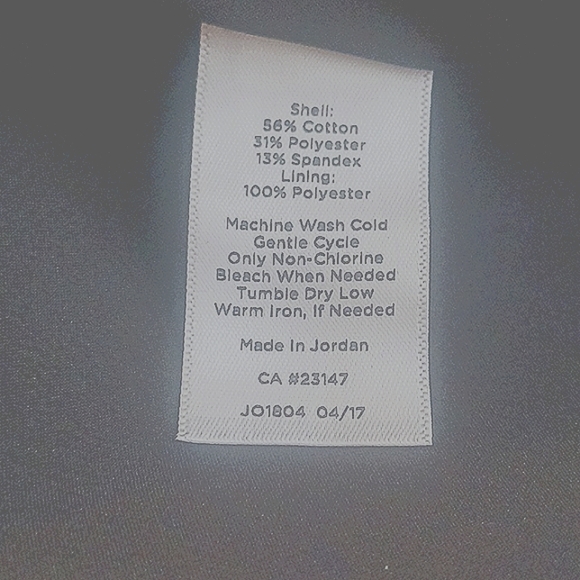 Shell:
56% Cotton
31% Polyester
13% Spandex
Lining:
100% Polyester
Machine Wash Cold
Gentle Cycle
Only Non-Chlorine
Bleach When Needed
Tumble Dry Low
Warm Iron, If Needed
Made In Jordan
CA #23147
JO1804 04/17